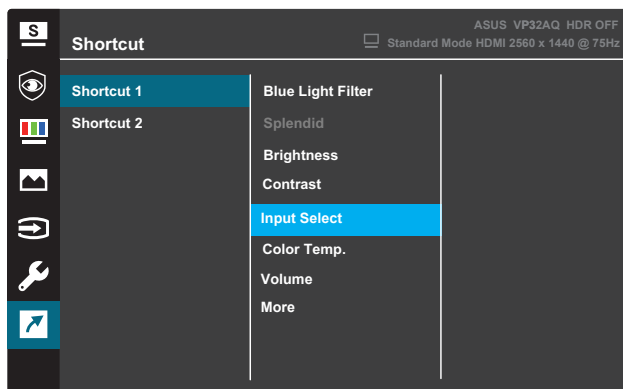 S
ASUS VP32AQ HDR OFF
Shortcut
Standard Mode HDMI 2560 x 1440 @ 75Hz
Shortcut 1
Shortcut 2
Blue Light Filter
Splendid
Brightness
Contrast
Input Select
Color Temp.
Volume
More